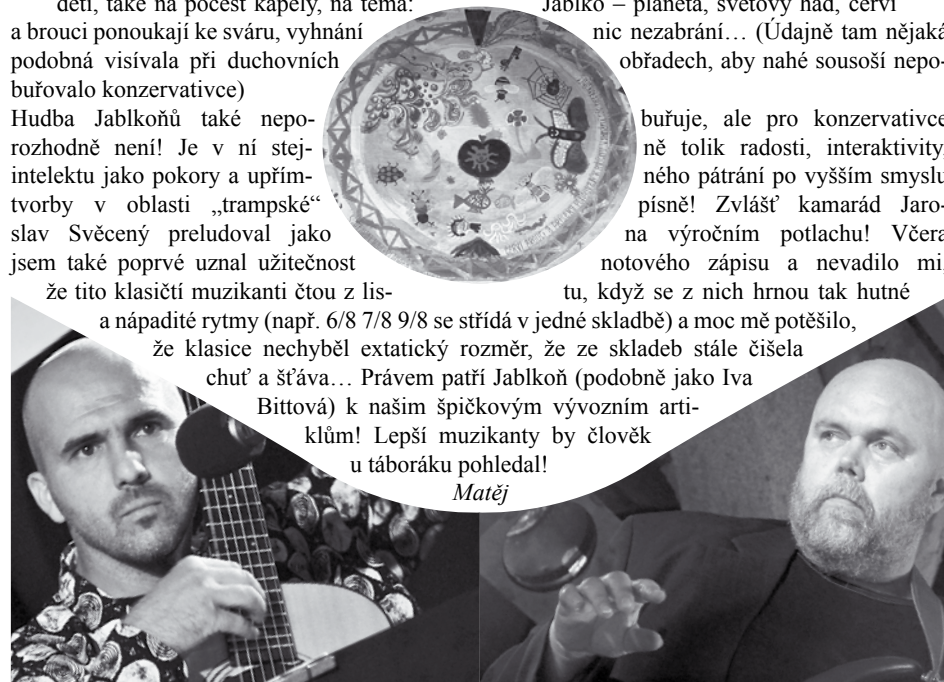 dětí, také na počest kapely, na téma: Jablko – planeta, světový had, červi
a brouci ponoukají ke sváru, vyhnání nic nezabrání… (Údajně tam nějaká
podobná visívala při duchovních obřadech, aby nahé sousoší nepo-
buřovalo konzervativce)
Hudba Jablkoňů také nepo- buřuje, ale pro konzervativce
rozhodně není! Je v ní stej- ně tolik radosti, interaktivity,
intelektu jako pokory a upřím- ného pátrání po vyšším smyslu
tvorby v oblasti „trampské“ písně! Zvlášť kamarád Jaro-
slav Svěcený preludoval jako na výročním potlachu! Včera
jsem také poprvé uznal užitečnost notového zápisu a nevadilo mi,
že tito klasičtí muzikanti čtou z lis- tu, když se z nich hrnou tak hutné
a nápadité rytmy (např. 6/8 7/8 9/8 se střídá v jedné skladbě) a moc mě potěšilo,
že klasice nechyběl extatický rozměr, že ze skladeb stále čišela
chuť a šťáva… Právem patří Jablkoň (podobně jako Iva
Bittová) k našim špičkovým vývozním arti-
klům! Lepší muzikanty by člověk
u táboráku pohledal!
Matěj